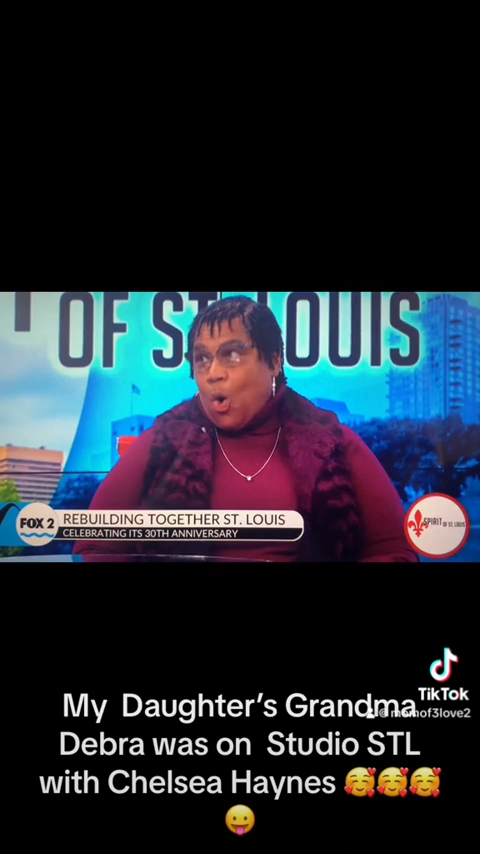 OF ST. LOUIS
FOX 2
REBUILDING TOGETHER ST. LOUIS
CELEBRATING ITS 30TH ANNIVERSARY
SPIRIT OF ST. LOUIS
TikTok
@momof3love2
My Daughter’s Grandma
Debra was on Studio STL
with Chelsea Haynes 🥰🥰🥰
😛